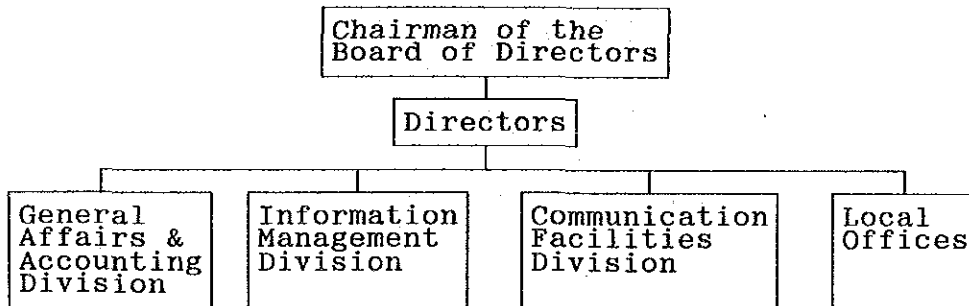 Chairman of the
Board of Directors
Directors
General
Affairs &
Accounting
Division
Information
Management
Division
Communication
Facilities
Division
Local
Offices